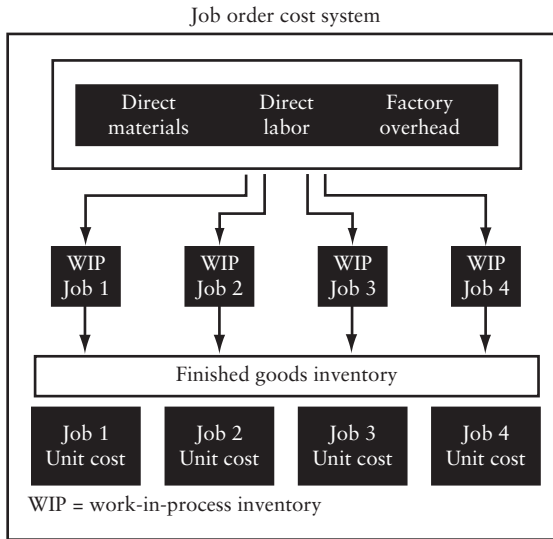 Job order cost system
Direct materials
Direct labor
Factory overhead
WIP Job 1
WIP Job 2
WIP Job 3
WIP Job 4
Finished goods inventory
Job 1 Unit cost
Job 2 Unit cost
Job 3 Unit cost
Job 4 Unit cost
WIP = work-in-process inventory